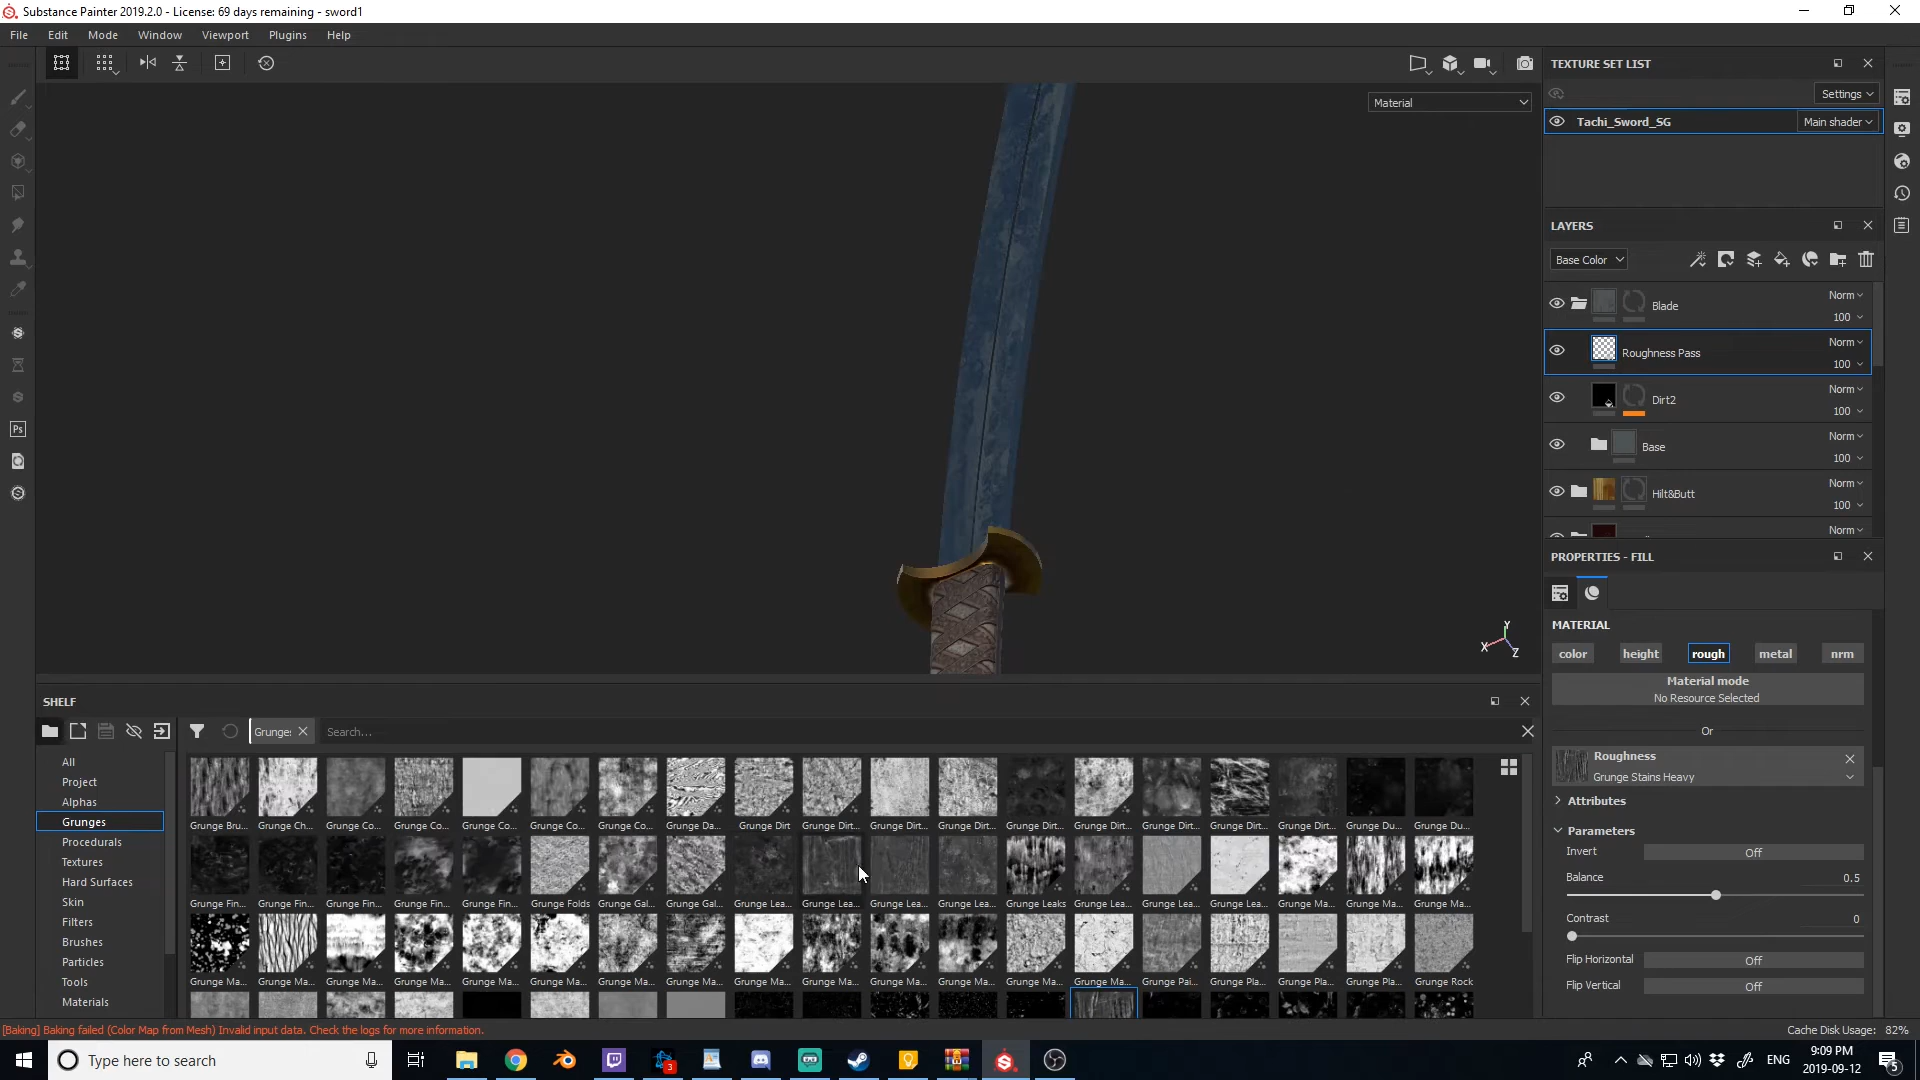 Substance Painter 2019.2.0 - License: 69 days remaining - sword1
File Edit Mode Window Viewport Plugins Help
Material
TEXTURE SET LIST
Settings
Tachi_Sword_SG
Main shader
LAYERS
Base Color
Blade
Norm
100
Roughness Pass
Norm
100
Dirt2
Norm
100
Base
Norm
100
Hilt&Butt
Norm
100
Norm
PROPERTIES - FILL
MATERIAL
color height rough metal nrm
Material mode
No Resource Selected
Or
Roughness
Grunge Stains Heavy
Attributes
Parameters
Invert Off
Balance 0.5
Contrast 0
Flip Horizontal Off
Flip Vertical Off
X Y Z
SHELF
Grunge: Search...
All
Project
Alphas
Grunges
Procedurals
Textures
Hard Surfaces
Skin
Filters
Brushes
Particles
Tools
Materials
Grunge Bru... Grunge Ch... Grunge Co... Grunge Co... Grunge Co... Grunge Co... Grunge Co... Grunge Da... Grunge Dirt Grunge Dirt... Grunge Dirt... Grunge Dirt... Grunge Dirt... Grunge Dirt... Grunge Dirt... Grunge Dirt... Grunge Dirt... Grunge Du... Grunge Du...
Grunge Fin... Grunge Fin... Grunge Fin... Grunge Fin... Grunge Fin... Grunge Folds Grunge Gal... Grunge Gal... Grunge Lea... Grunge Lea... Grunge Lea... Grunge Lea... Grunge Leaks Grunge Lea... Grunge Lea... Grunge Lea... Grunge Ma... Grunge Ma... Grunge Ma...
Grunge Ma... Grunge Ma... Grunge Ma... Grunge Ma... Grunge Ma... Grunge Ma... Grunge Ma... Grunge Ma... Grunge Ma... Grunge Ma... Grunge Ma... Grunge Ma... Grunge Ma... Grunge Ma... Grunge Pai... Grunge Pla... Grunge Pla... Grunge Pla... Grunge Rock
[Baking] Baking failed (Color Map from Mesh) Invalid input data. Check the logs for more information.
Cache Disk Usage: 82%
Type here to search
3
ENG
9:09 PM
2019-09-12
5
Ps